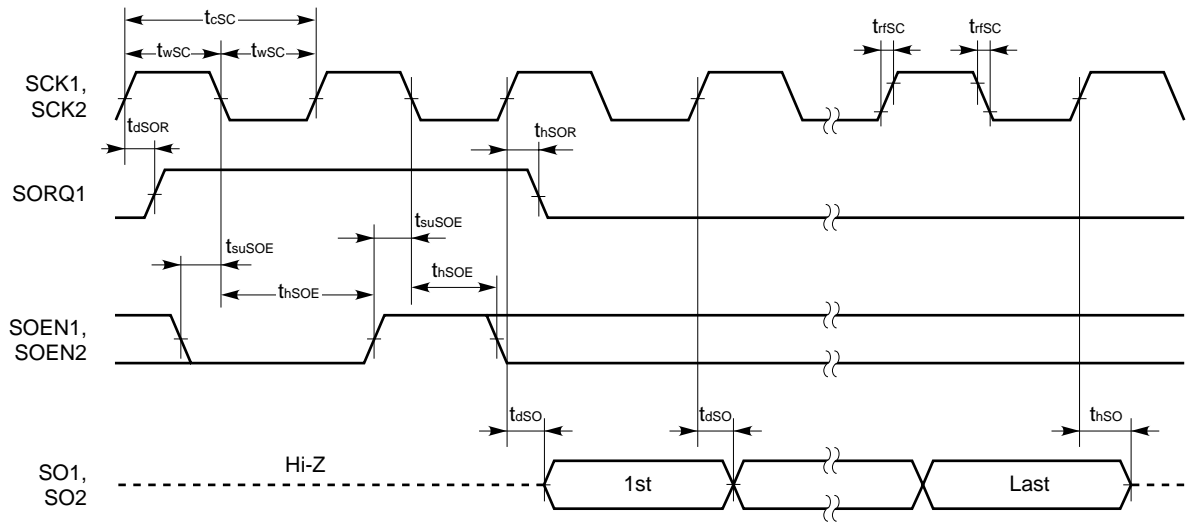 tcSC
twSC twSC trfSC trfSC
SCK1,
SCK2
tdSOR thSOR
SORQ1
tsuSOE tsuSOE
thSOE thSOE
SOEN1,
SOEN2
tdSO tdSO thSO
Hi-Z
SO1,
SO2
1st Last